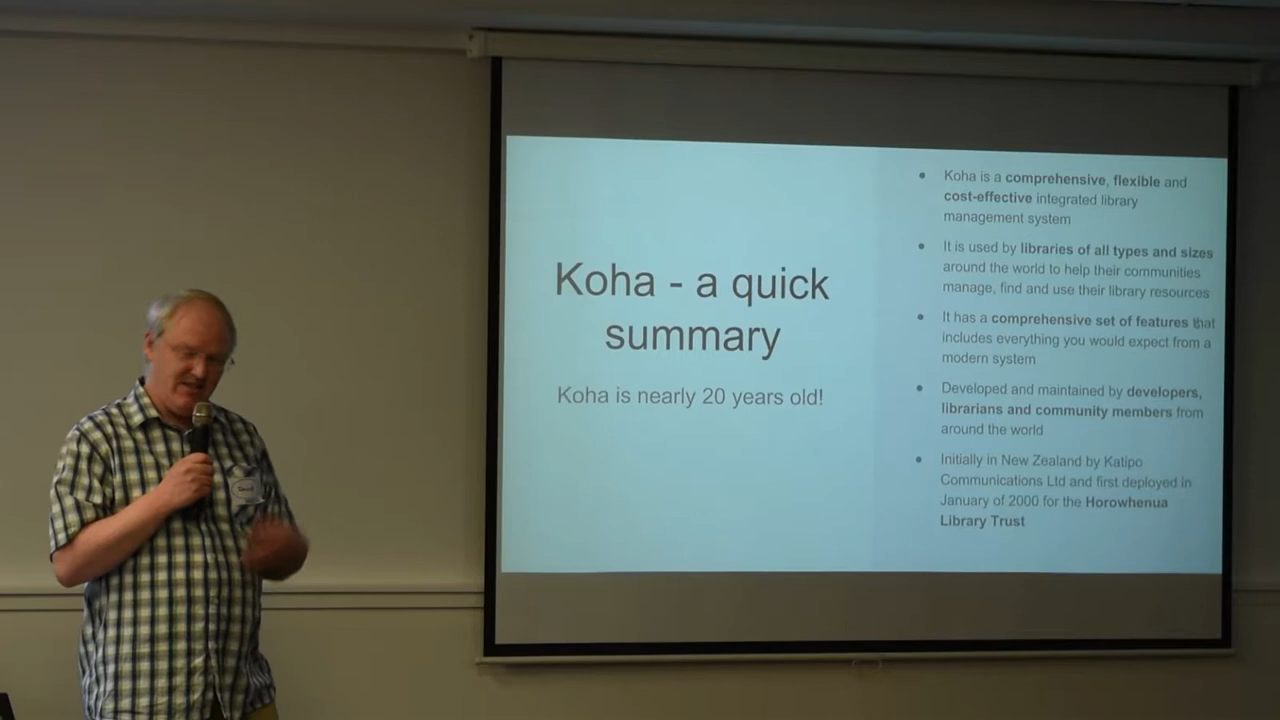 Koha - a quick
summary
Koha is nearly 20 years old!
• Koha is a comprehensive, flexible and
cost-effective integrated library
management system
• It is used by libraries of all types and sizes
around the world to help their communities
manage, find and use their library resources
• It has a comprehensive set of features that
includes everything you would expect from a
modern system
• Developed and maintained by developers,
librarians and community members from
around the world
• Initially in New Zealand by Katipo
Communications Ltd and first deployed in
January of 2000 for the Horowhenua
Library Trust